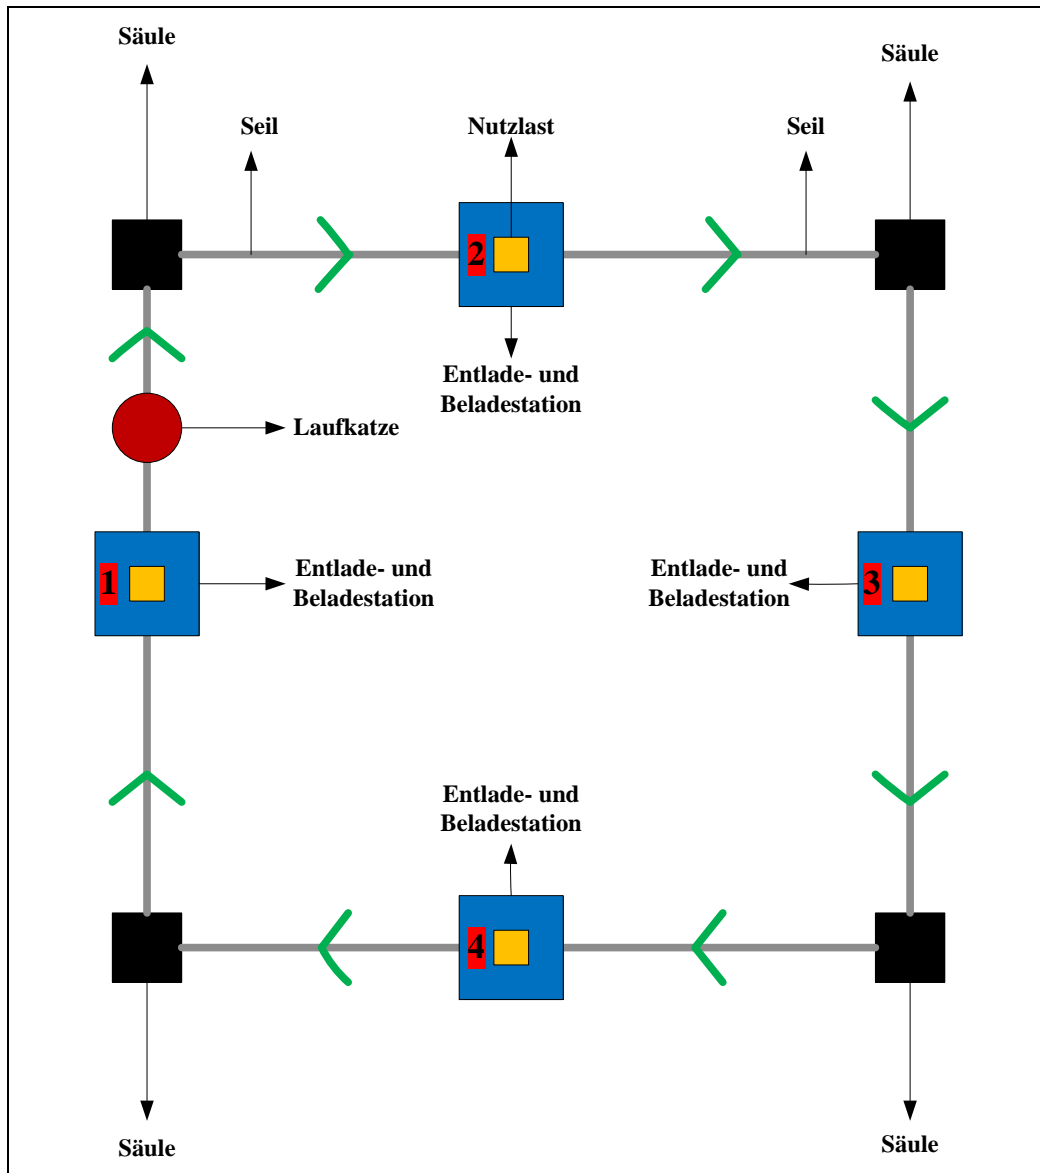 Säule
Säule
Seil
Nutzlast
Seil
2
Entlade- und
Beladestation
Laufkatze
1
Entlade- und
Beladestation
Entlade- und
Beladestation
3
Entlade- und
Beladestation
4
Säule
Säule